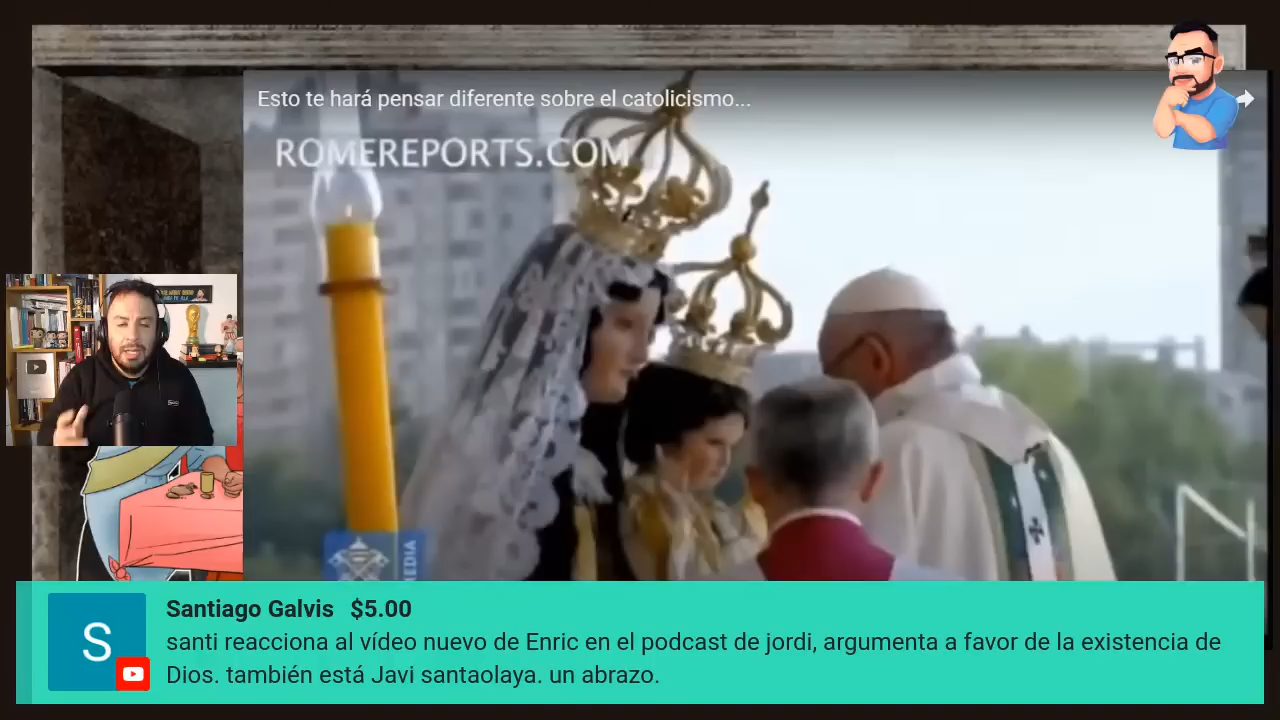 Esto te hará pensar diferente sobre el catolicismo...
ROMEREPORTS.COM
EDIA
Santiago Galvis $5.00
S
santi reacciona al vídeo nuevo de Enric en el podcast de jordi, argumenta a favor de la existencia de
Dios. también está Javi santaolaya. un abrazo.